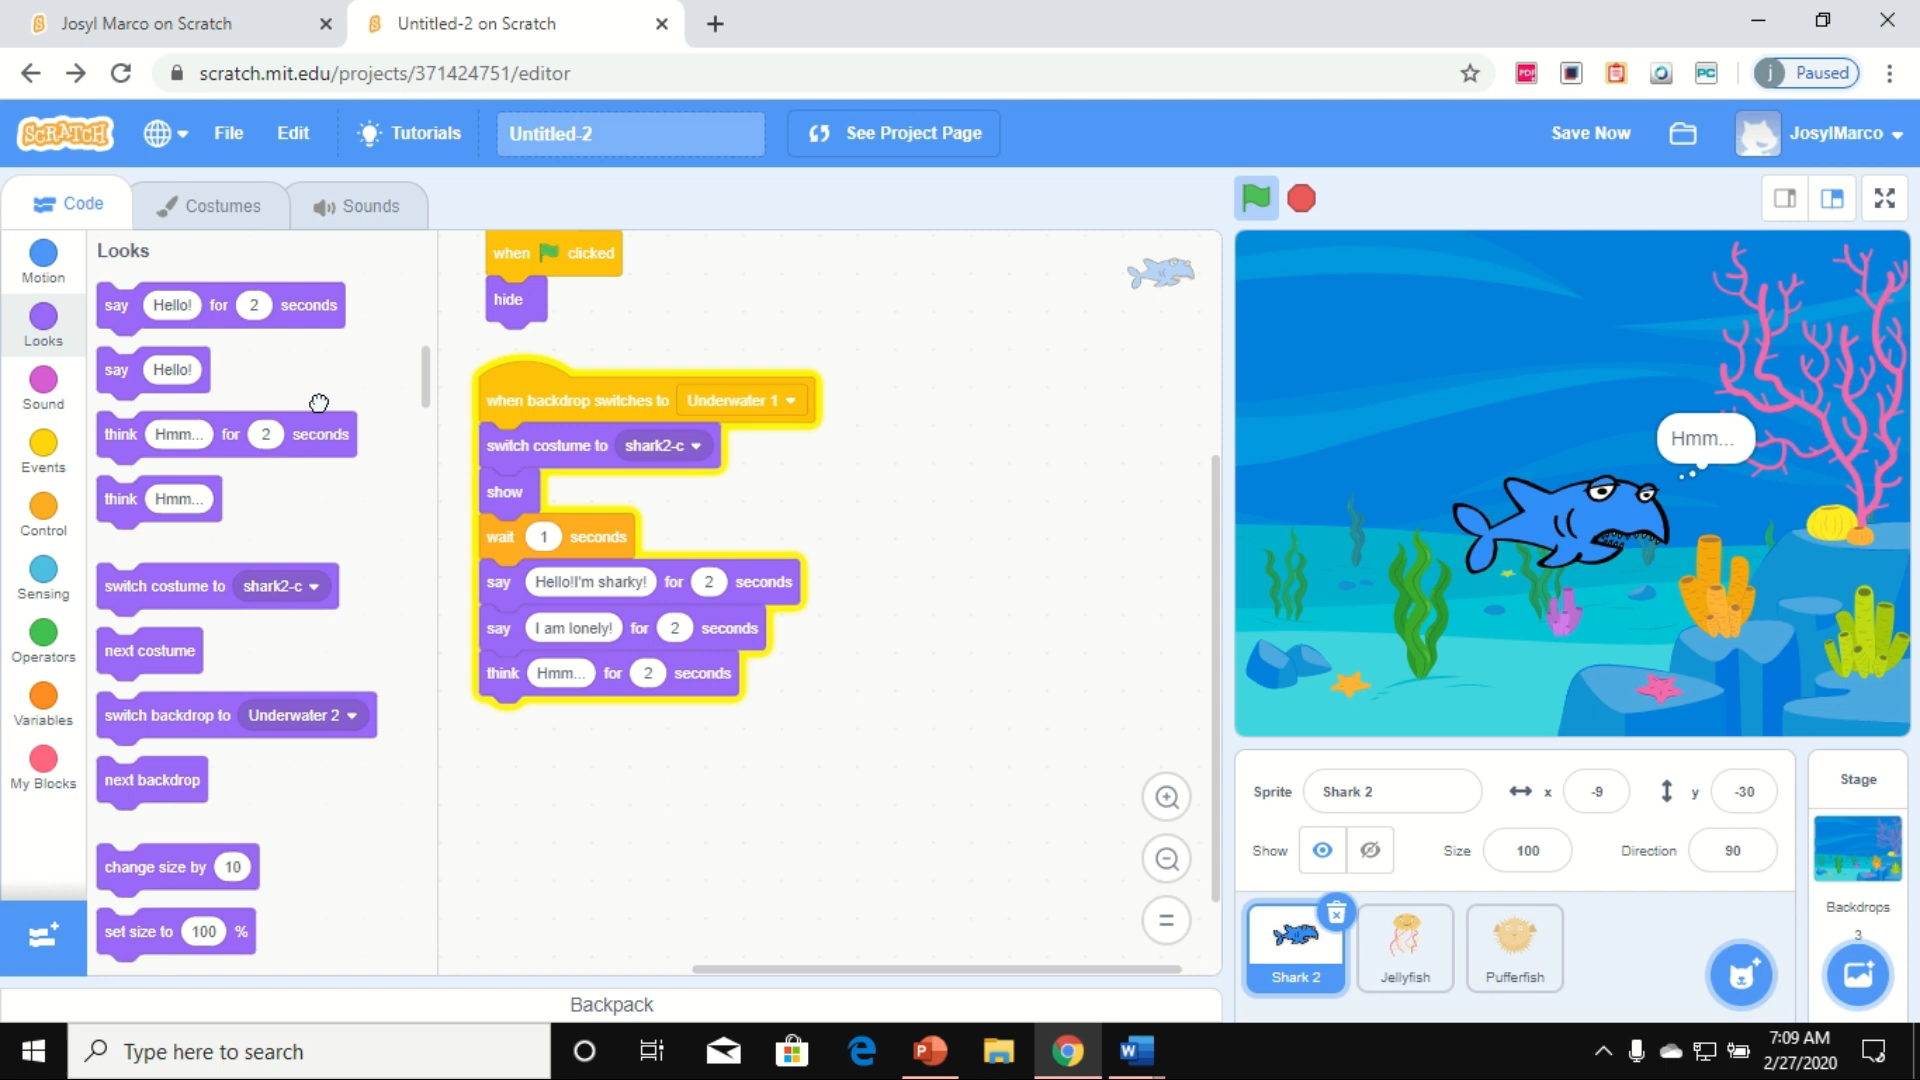 Josyl Marco on Scratch
Untitled-2 on Scratch
scratch.mit.edu/projects/371424751/editor
PDF
PC
j Paused
SCRATCH
File
Edit
Tutorials
Untitled-2
See Project Page
Save Now
JosylMarco
Code
Costumes
Sounds
Motion
Looks
Sound
Events
Control
Sensing
Operators
Variables
My Blocks
Looks
say Hello! for 2 seconds
say Hello!
think Hmm... for 2 seconds
think Hmm...
switch costume to shark2-c
next costume
switch backdrop to Underwater 2
next backdrop
change size by 10
set size to 100 %
when clicked
hide
when backdrop switches to Underwater 1
switch costume to shark2-c
show
wait 1 seconds
say Hello!I'm sharky! for 2 seconds
say I am lonely! for 2 seconds
think Hmm... for 2 seconds
Hmm...
Sprite Shark 2 x -9 y -30
Show Size 100 Direction 90
Shark 2
Jellyfish
Pufferfish
Stage
Backdrops
3
Backpack
Type here to search
7:09 AM
2/27/2020